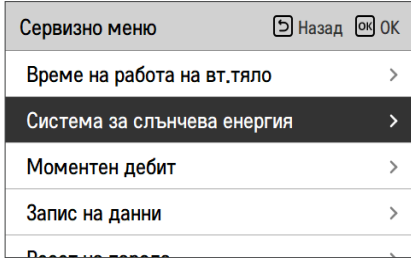 Сервизно меню Назад OK OK
Време на работа на вт.тяло
Система за слънчева енергия
Моментен дебит
Запис на данни